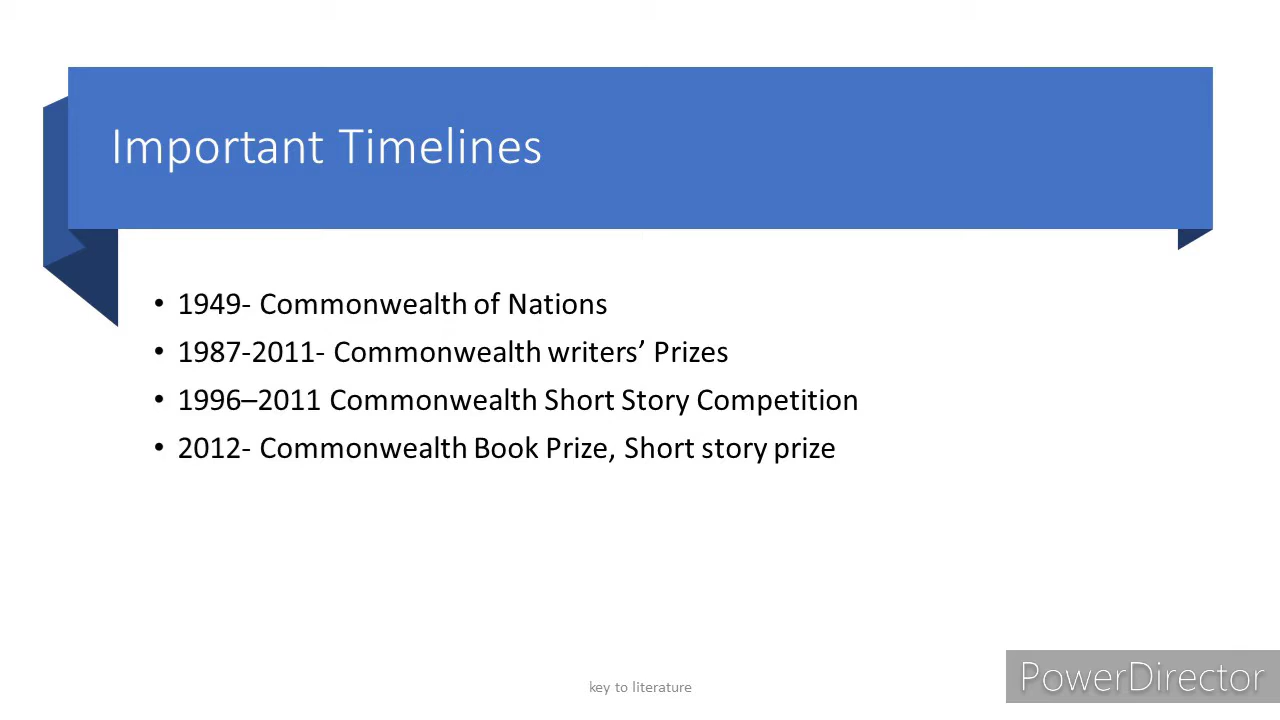 Important Timelines
• 1949- Commonwealth of Nations
• 1987-2011- Commonwealth writers’ Prizes
• 1996–2011 Commonwealth Short Story Competition
• 2012- Commonwealth Book Prize, Short story prize
key to literature
PowerDirector